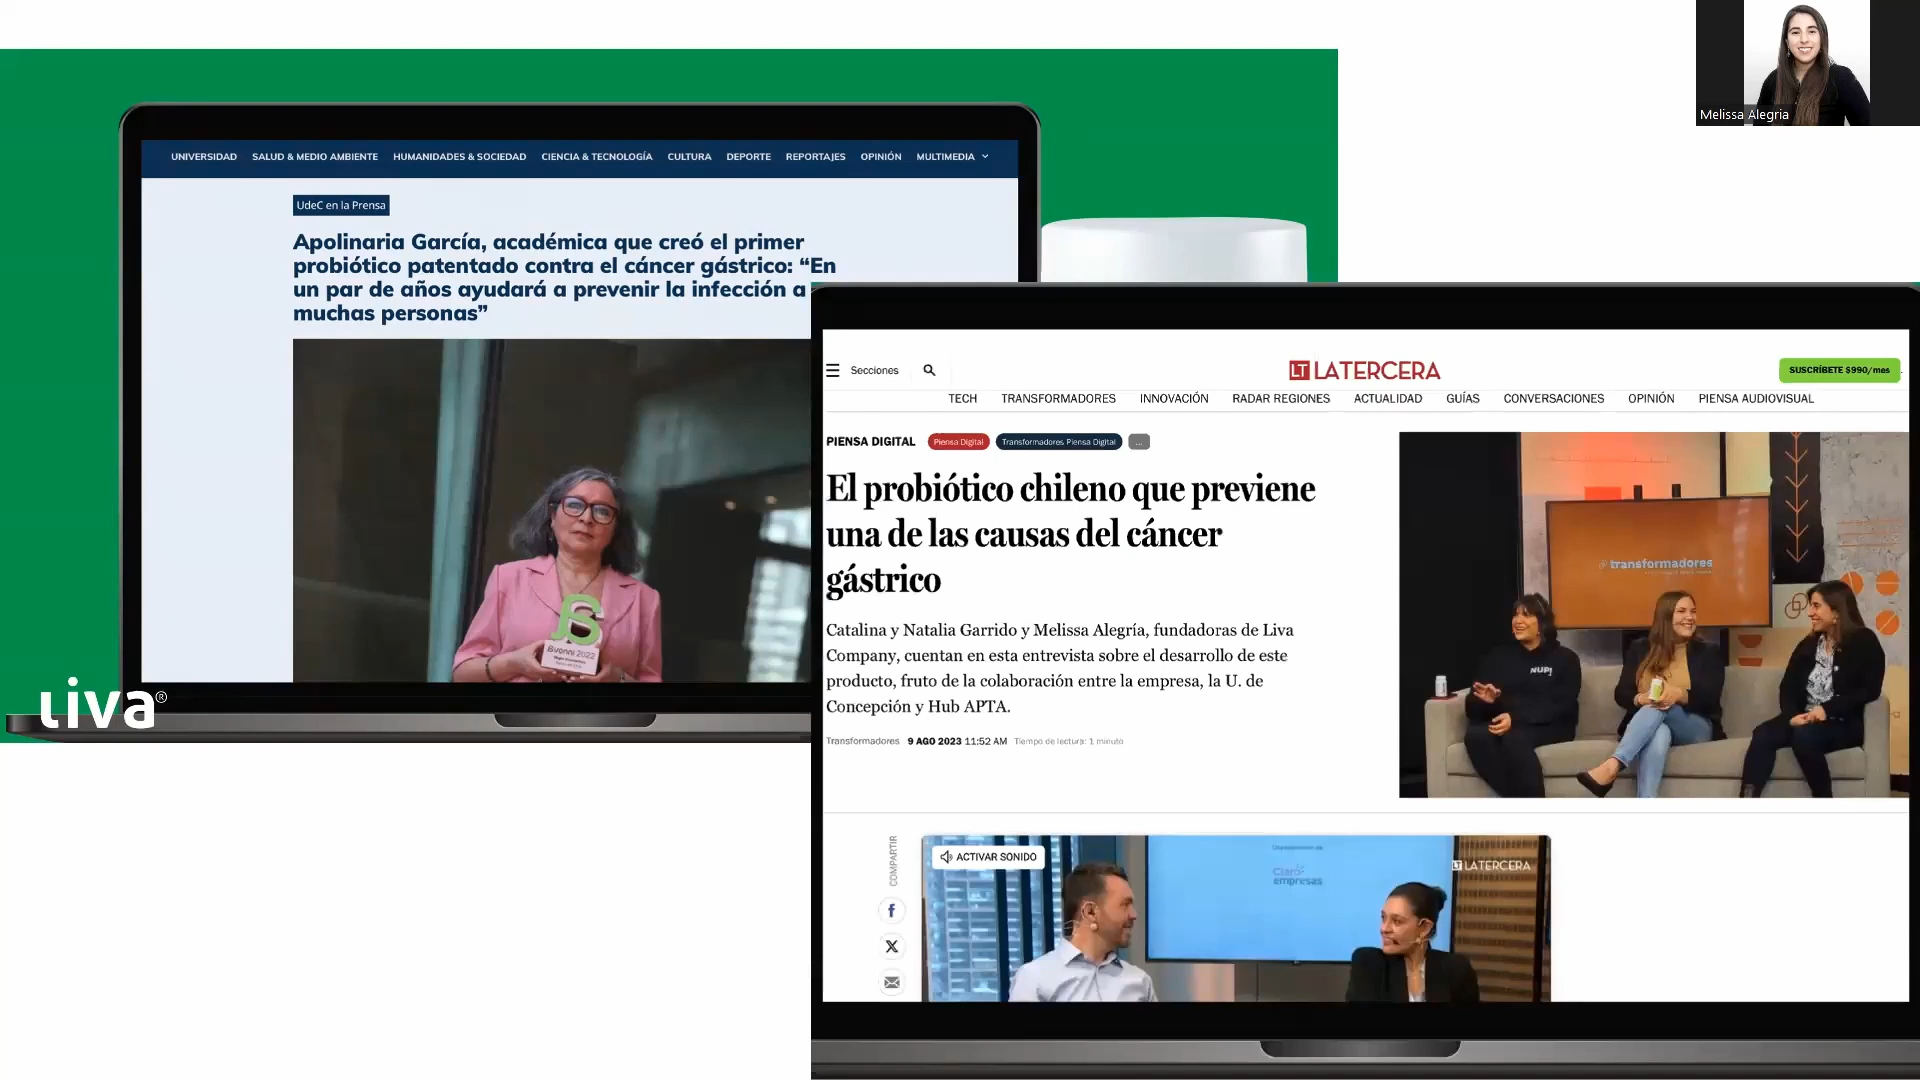 Melissa Alegria
UNIVERSIDAD SALUD & MEDIO AMBIENTE HUMANIDADES & SOCIEDAD CIENCIA & TECNOLOGÍA CULTURA DEPORTE REPORTAJES OPINIÓN MULTIMEDIA
UdeC en la Prensa
Apolinaria García, académica que creó el primer
probiótico patentado contra el cáncer gástrico: “En
un par de años ayudará a prevenir la infección a
muchas personas”
Avonni 2022
liva®
Secciones
LT LATERCERA
SUSCRÍBETE $990/mes
TECH TRANSFORMADORES INNOVACIÓN RADAR REGIONES ACTUALIDAD GUÍAS CONVERSACIONES OPINIÓN PIENSA AUDIOVISUAL
PIENSA DIGITAL Piensa Digital Transformadores Piensa Digital ...
El probiótico chileno que previene
una de las causas del cáncer
gástrico
Catalina y Natalia Garrido y Melissa Alegría, fundadoras de Liva
Company, cuentan en esta entrevista sobre el desarrollo de este
producto, fruto de la colaboración entre la empresa, la U. de
Concepción y Hub APTA.
Transformadores 9 AGO 2023 11:52 AM Tiempo de lectura: 1 minuto
transformadores
NUP!
COMPARTIR
ACTIVAR SONIDO
Claro
empresas
LT LATERCERA